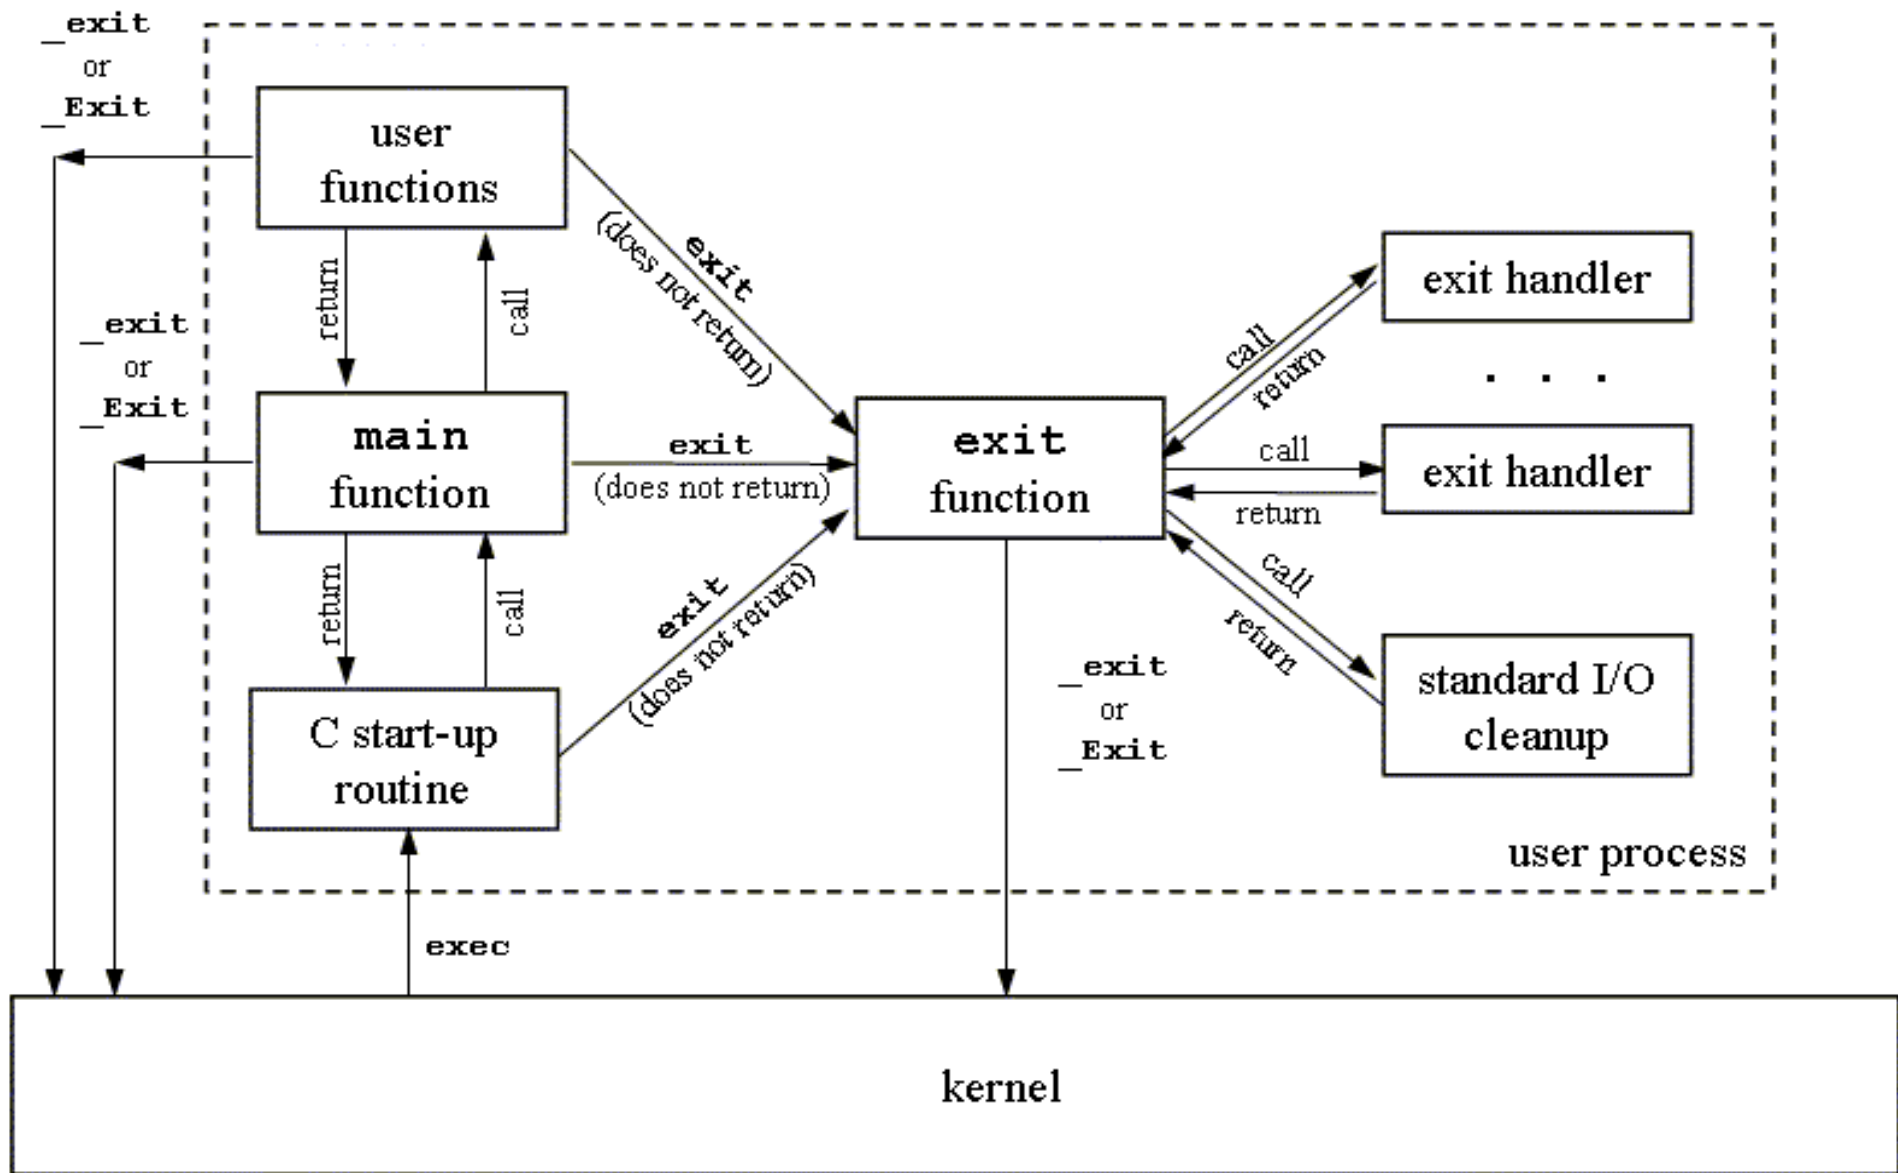 _exit
or
_Exit
user
functions
return
call
exit
(does not return)
_exit
or
_Exit
main
function
exit
(does not return)
exit
function
call
return
exit handler
. . .
call
return
exit handler
return
call
exit
(does not return)
call
return
_exit
or
_Exit
standard I/O
cleanup
C start-up
routine
user process
exec
kernel